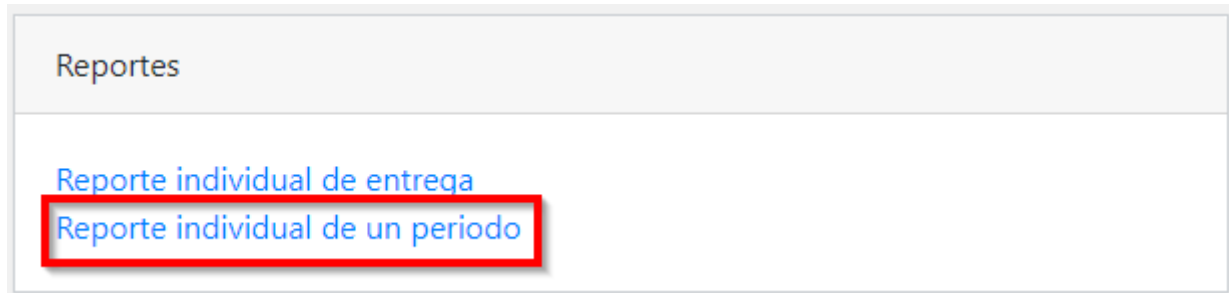 Reportes
Reporte individual de entrega
Reporte individual de un periodo